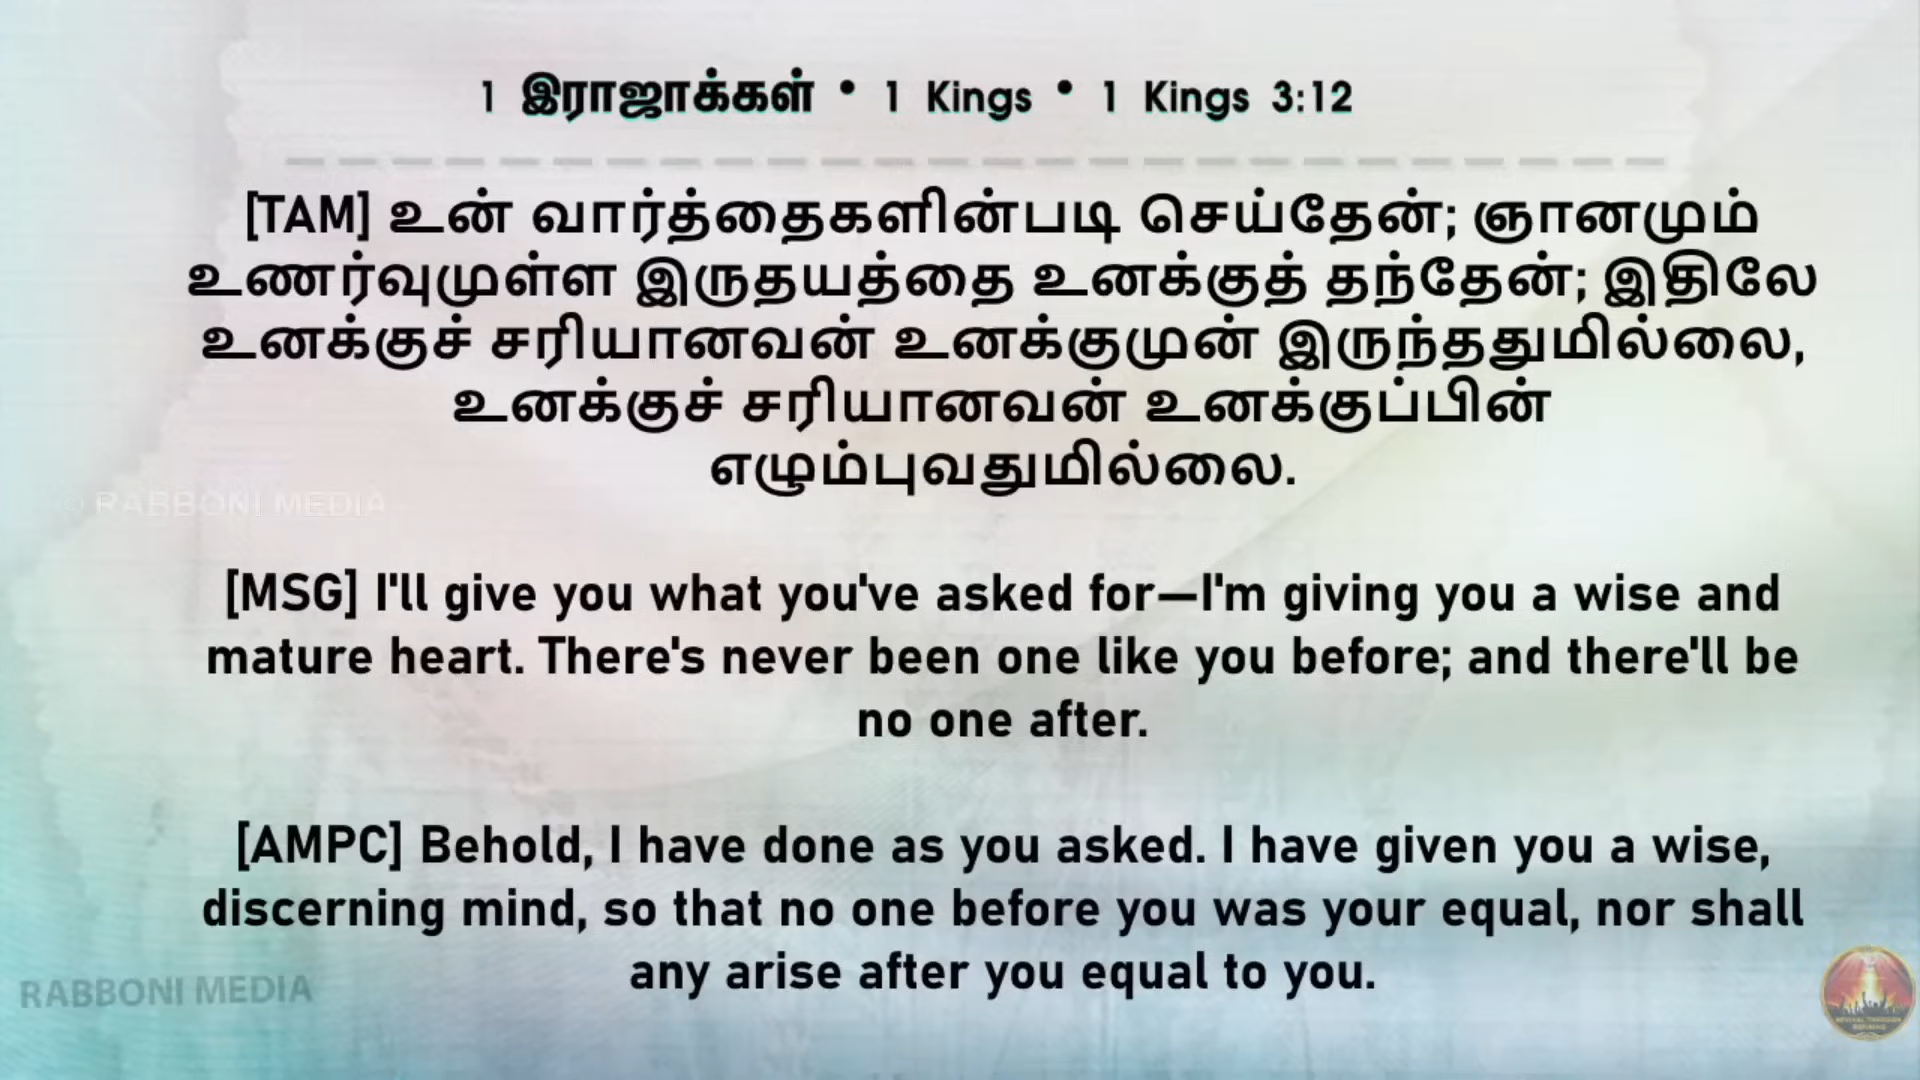 1 இராஜாக்கள் • 1 Kings • 1 Kings 3:12
[TAM] உன் வார்த்தைகளின்படி செய்தேன்; ஞானமும்
உணர்வுமுள்ள இருதயத்தை உனக்குத் தந்தேன்; இதிலே
உனக்குச் சரியானவன் உனக்குமுன் இருந்ததுமில்லை,
உனக்குச் சரியானவன் உனக்குப்பின்
எழும்புவதுமில்லை.
© RABBONI MEDIA
[MSG] I'll give you what you've asked for—I'm giving you a wise and
mature heart. There's never been one like you before; and there'll be
no one after.
[AMPC] Behold, I have done as you asked. I have given you a wise,
discerning mind, so that no one before you was your equal, nor shall
any arise after you equal to you.
RABBONI MEDIA